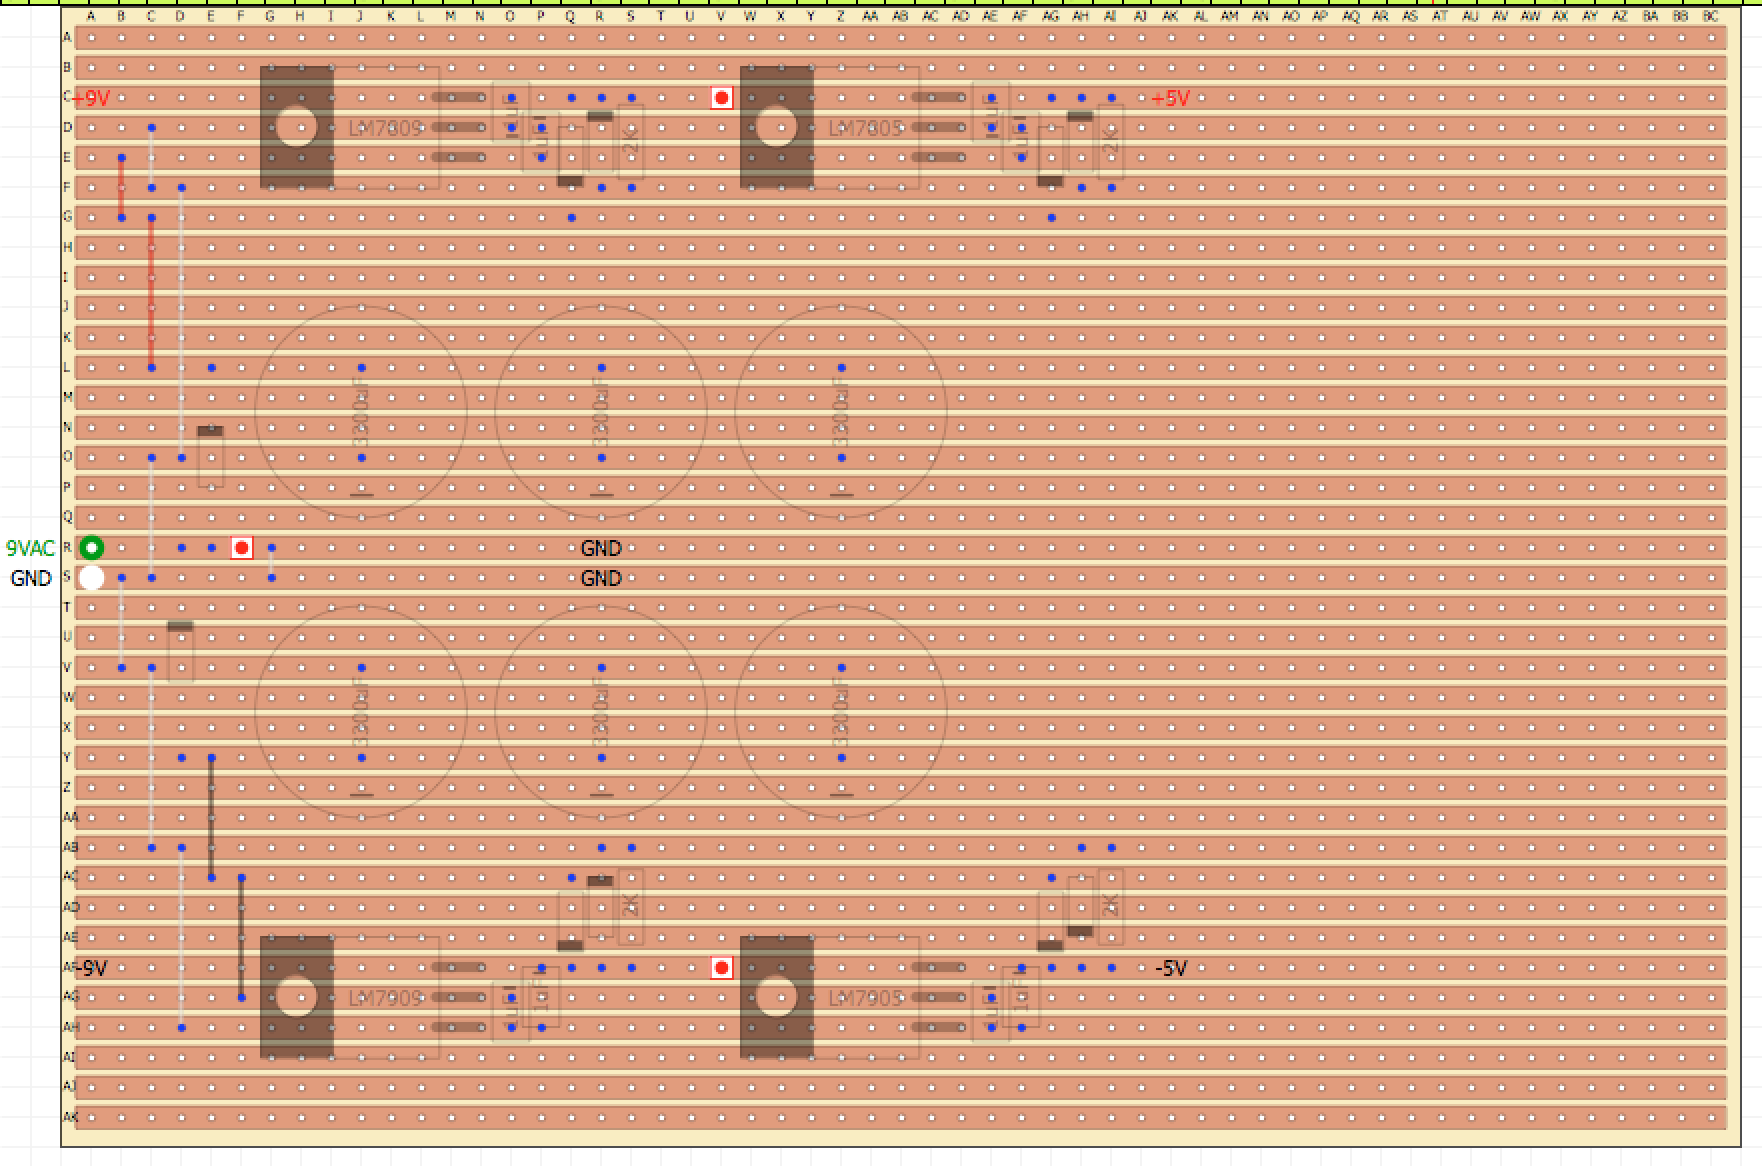 A B C D E F G H I J K L M N O P Q R S T U V W X Y Z AA AB AC AD AE AF AG AH AI AJ AK AL AM AN AO AP AQ AR AS AT AU AV AW AX AY AZ BA BB BC
A
B
C +9V 1uF 1uF +5V
D LM7809 1uF 2K LM7805 1uF 2K
E
F
G
H
I
J
K
L
M 3300uF 3300uF 3300uF
N
O
P
Q
9VAC R GND
GND S GND
T
U
V
W 3300uF 3300uF 3300uF
X
Y
Z
AA
AB
AC
AD 2K 2K
AE
AF -9V -5V
AG LM7909 1uF 1uF LM7905 1uF 1uF
AH
AI
AJ
AK